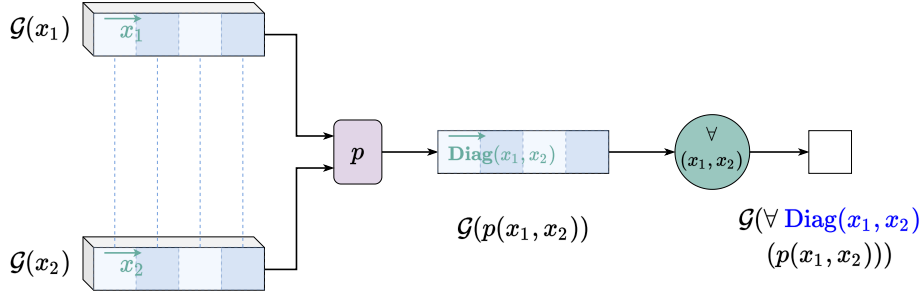 𝒢(x₁)
x₁
p
Diag(x₁, x₂)
∀
(x₁, x₂)
𝒢(p(x₁, x₂))
𝒢(∀ Diag(x₁, x₂)
(p(x₁, x₂)))
𝒢(x₂)
x₂